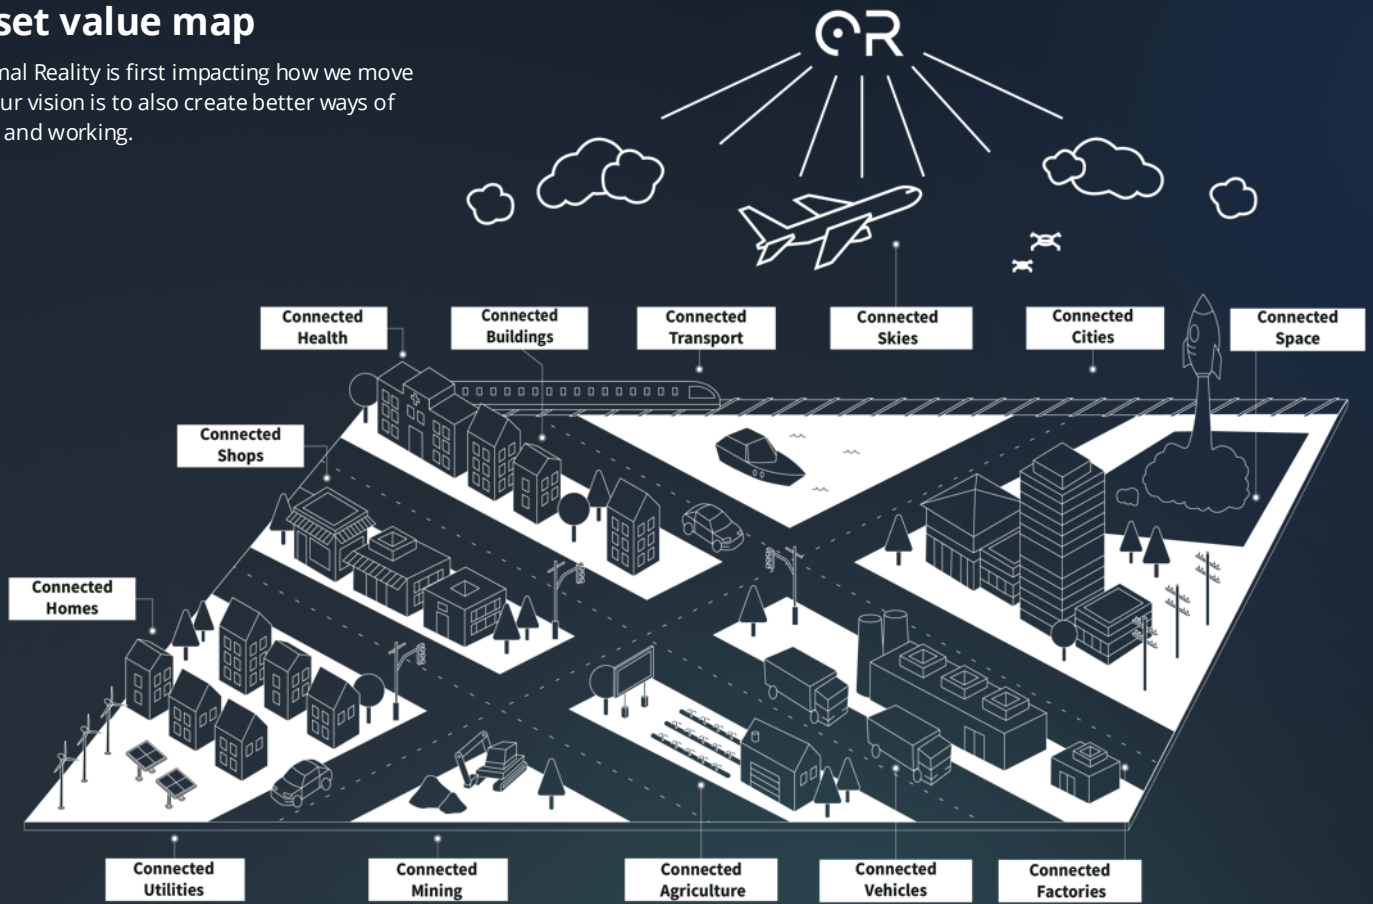 set value map
mal Reality is first impacting how we move
ur vision is to also create better ways of
and working.
OR
Connected
Health
Connected
Buildings
Connected
Transport
Connected
Skies
Connected
Cities
Connected
Space
Connected
Shops
Connected
Homes
Connected
Utilities
Connected
Mining
Connected
Agriculture
Connected
Vehicles
Connected
Factories